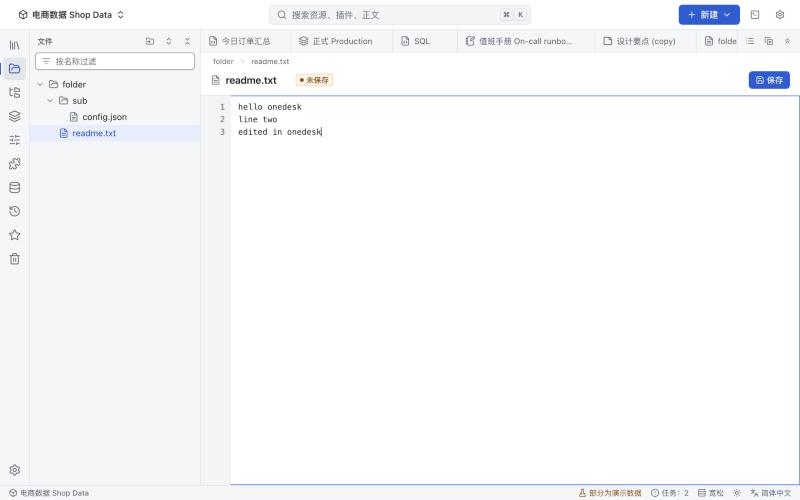 电商数据 Shop Data
搜索资源、插件、正文
⌘ K
新建
文件
今日订单汇总
正式 Production
SQL
值班手册 On-call runbo...
设计要点 (copy)
folde
按名称过滤
folder
sub
config.json
readme.txt
folder > readme.txt
readme.txt
未保存
保存
1 hello onedesk
2 line two
3 edited in onedesk
电商数据 Shop Data
部分为演示数据
任务: 2
宽松
简体中文